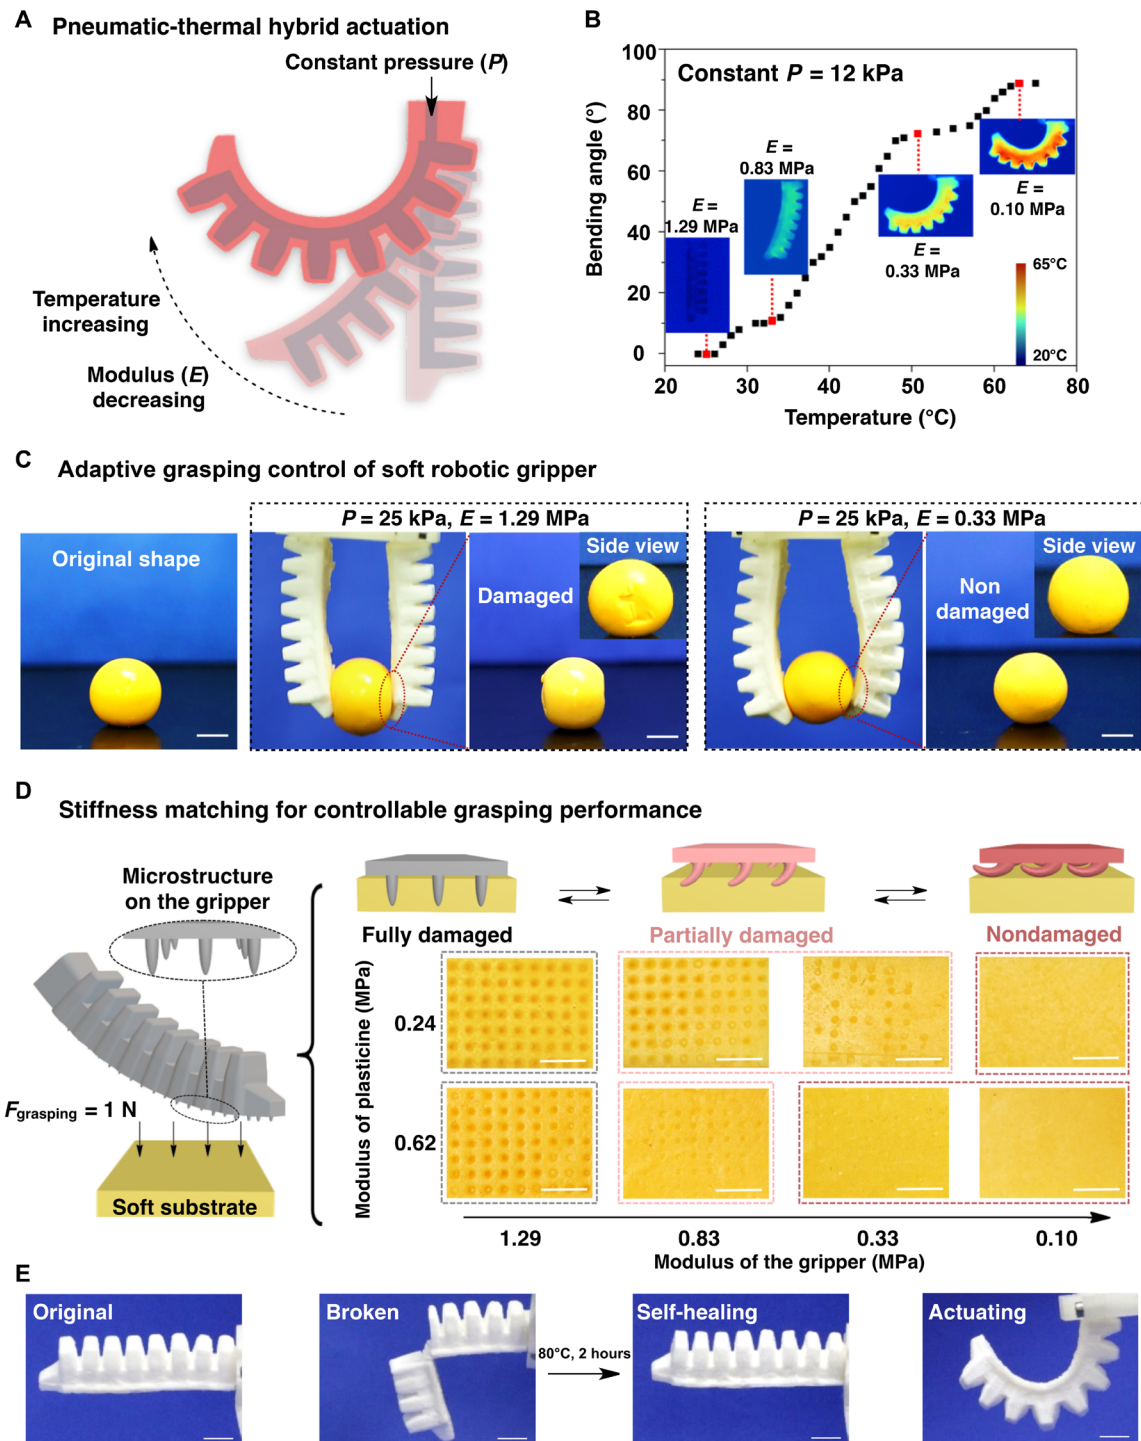 A
Pneumatic-thermal hybrid actuation
Constant pressure (P)
Temperature
increasing
Modulus (E)
decreasing
B
Constant P = 12 kPa
Bending angle (°)
100
80
60
40
20
0
E =
1.29 MPa
E =
0.83 MPa
E =
0.33 MPa
E =
0.10 MPa
65°C
20°C
20
30
40
50
60
70
80
Temperature (°C)
C
Adaptive grasping control of soft robotic gripper
Original shape
P = 25 kPa, E = 1.29 MPa
Damaged
Side view
P = 25 kPa, E = 0.33 MPa
Non
damaged
Side view
D
Stiffness matching for controllable grasping performance
Microstructure
on the gripper
Fgrasping = 1 N
Soft substrate
Fully damaged
Partially damaged
Nondamaged
Modulus of plasticine (MPa)
0.24
0.62
1.29
0.83
0.33
0.10
Modulus of the gripper (MPa)
E
Original
Broken
80°C, 2 hours
Self-healing
Actuating